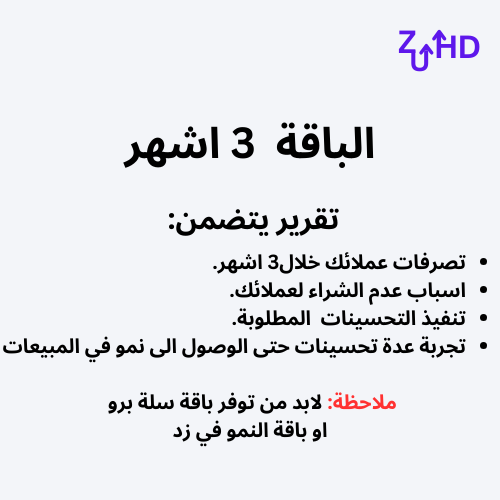 ZUHD
الباقة 3 اشهر
تقرير يتضمن:
تصرفات عملائك خلال3 اشهر.
اسباب عدم الشراء لعملائك.
تنفيذ التحسينات المطلوبة.
تجربة عدة تحسينات حتى الوصول الى نمو في المبيعات
ملاحظة: لابد من توفر باقة سلة برو
او باقة النمو في زد